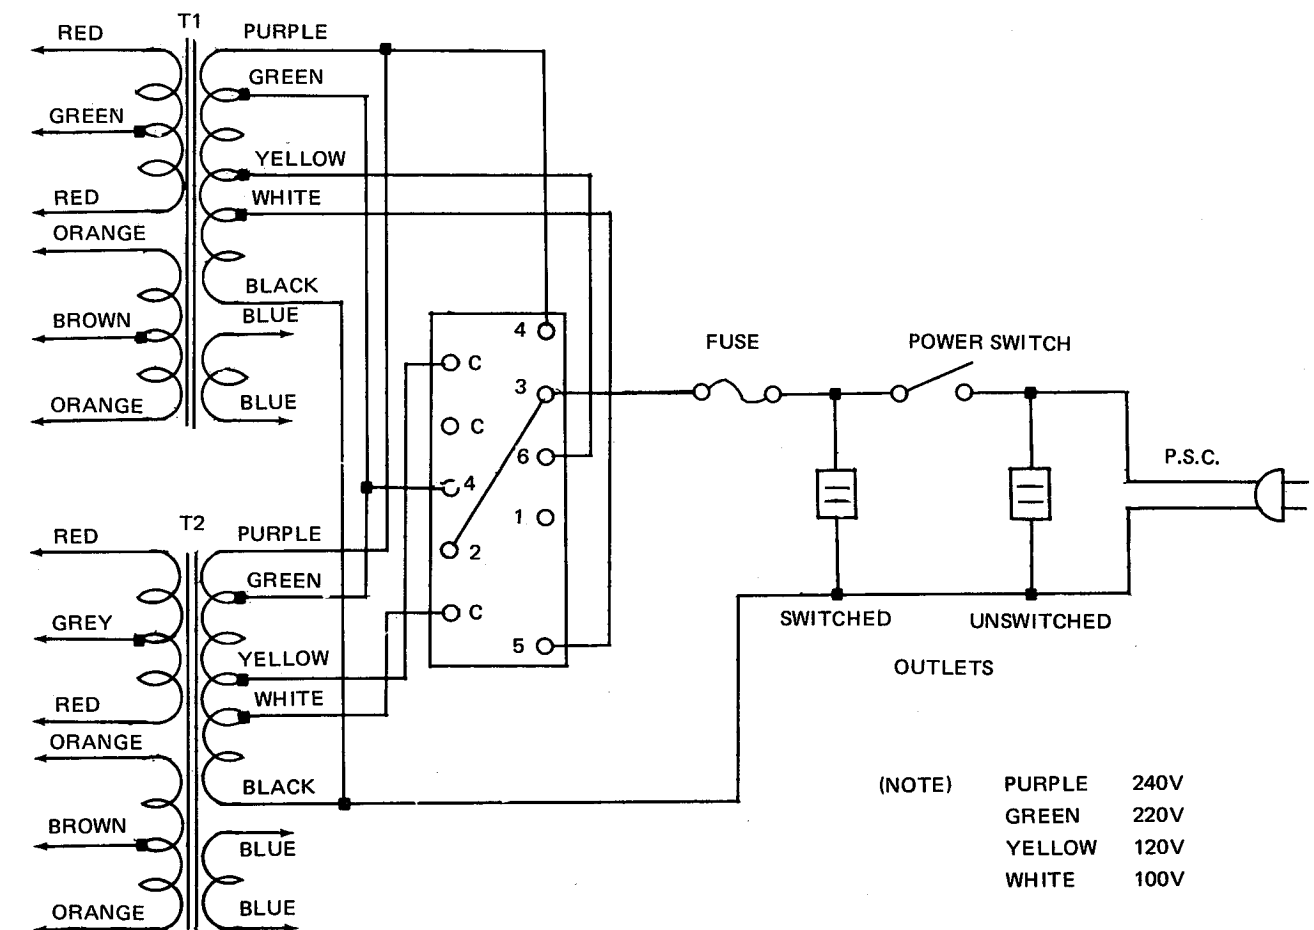 T1
RED
PURPLE
GREEN
GREEN
YELLOW
RED
WHITE
ORANGE
BLACK
BROWN
BLUE
ORANGE
BLUE
4
C
3
C
6
4
1
2
C
5
FUSE
POWER SWITCH
P.S.C.
SWITCHED
UNSWITCHED
OUTLETS
T2
RED
PURPLE
GREEN
GREY
YELLOW
RED
WHITE
ORANGE
BLACK
BROWN
BLUE
ORANGE
BLUE
(NOTE) PURPLE 240V
GREEN 220V
YELLOW 120V
WHITE 100V